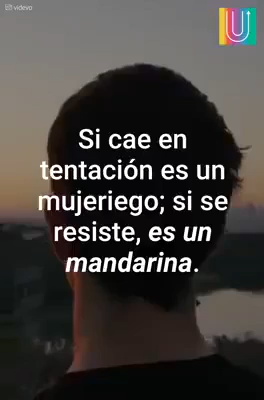 videvo
U
Si cae en
tentación es un
mujeriego; si se
resiste, es un
mandarina.